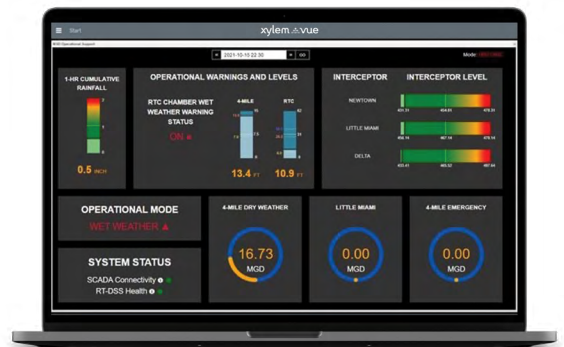 Start
xylem vue
2021-10-15 22:30
GO
Mode:
1-HR CUMULATIVE
RAINFALL
0.5 INCH
OPERATIONAL WARNINGS AND LEVELS
RTC CHAMBER WET
WEATHER WARNING
STATUS
ON
4-MILE
RTC
13.4 FT
10.9 FT
INTERCEPTOR
INTERCEPTOR LEVEL
NEWTOWN
LITTLE MIAMI
DELTA
OPERATIONAL MODE
WET WEATHER
SYSTEM STATUS
SCADA Connectivity
RT-DSS Health
4-MILE DRY WEATHER
16.73
MGD
LITTLE MIAMI
0.00
MGD
4-MILE EMERGENCY
0.00
MGD